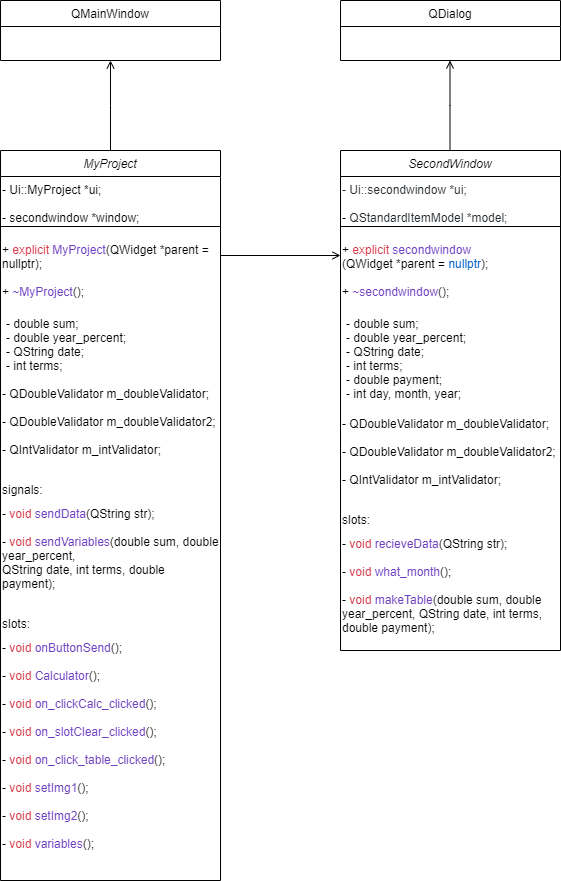 QMainWindow
QDialog
MyProject
- Ui::MyProject *ui;
- secondwindow *window;
+ explicit MyProject(QWidget *parent =
nullptr);
+ ~MyProject();
- double sum;
- double year_percent;
- QString date;
- int terms;
- QDoubleValidator m_doubleValidator;
- QDoubleValidator m_doubleValidator2;
- QIntValidator m_intValidator;
signals:
- void sendData(QString str);
- void sendVariables(double sum, double
year_percent,
QString date, int terms, double
payment);
slots:
- void onButtonSend();
- void Calculator();
- void on_clickCalc_clicked();
- void on_slotClear_clicked();
- void on_click_table_clicked();
- void setImg1();
- void setImg2();
- void variables();
SecondWindow
- Ui::secondwindow *ui;
- QStandardItemModel *model;
+ explicit secondwindow
(QWidget *parent = nullptr);
+ ~secondwindow();
- double sum;
- double year_percent;
- QString date;
- int terms;
- double payment;
- int day, month, year;
- QDoubleValidator m_doubleValidator;
- QDoubleValidator m_doubleValidator2;
- QIntValidator m_intValidator;
slots:
- void recieveData(QString str);
- void what_month();
- void makeTable(double sum, double
year_percent, QString date, int terms,
double payment);